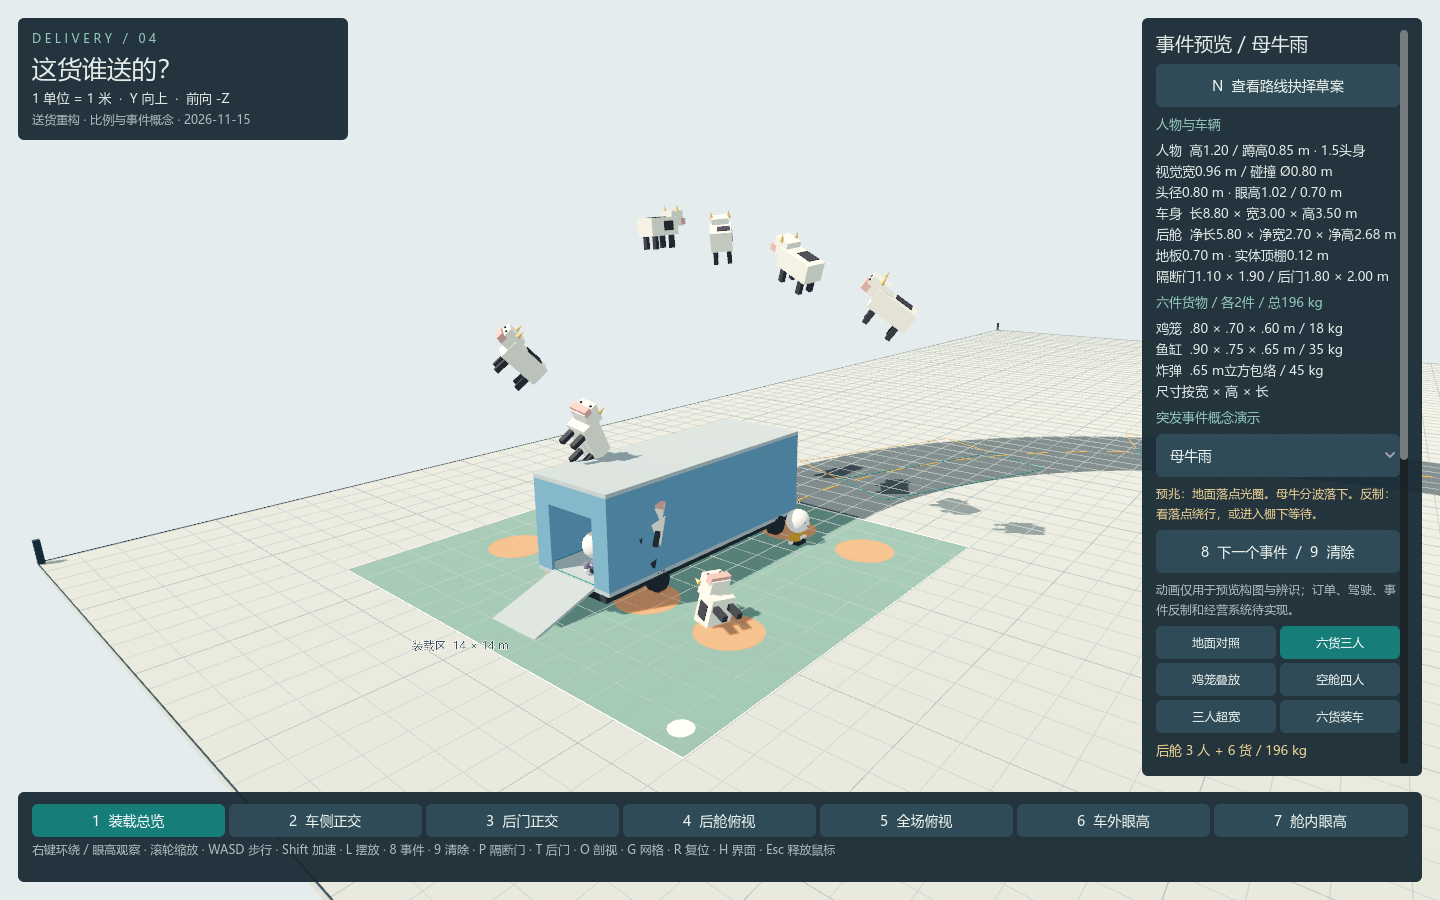 DELIVERY / 04
这货谁送的？
1 单位 = 1 米 · Y 向上 · 前向 -Z
送货重构 · 比例与事件概念 · 2026-11-15
事件预览 / 母牛雨
N 查看路线抉择草案
人物与车辆
人物 高1.20 / 蹲高0.85 m · 1.5头身
视觉宽0.96 m / 碰撞 Ø0.80 m
头径0.80 m · 眼高1.02 / 0.70 m
车身 长8.80 × 宽3.00 × 高3.50 m
后舱 净长5.80 × 净宽2.70 × 净高2.68 m
地板0.70 m · 实体顶棚0.12 m
隔断门1.10 × 1.90 / 后门1.80 × 2.00 m
六件货物 / 各2件 / 总196 kg
鸡笼 .80 × .70 × .60 m / 18 kg
鱼缸 .90 × .75 × .65 m / 35 kg
炸弹 .65 m立方包络 / 45 kg
尺寸按宽 × 高 × 长
突发事件概念演示
母牛雨
预兆：地面落点光圈。母牛分波落下。反制：
看落点绕行，或进入棚下等待。
8 下一个事件 / 9 清除
动画仅用于预览构图与辨识；订单、驾驶、事
件反制和经营系统待实现。
地面对照
六货三人
鸡笼叠放
空舱四人
三人超宽
六货装车
后舱 3 人 + 6 货 / 196 kg
装载区 14 × 14 m
1 装载总览
2 车侧正交
3 后门正交
4 后舱俯视
5 全场俯视
6 车外眼高
7 舱内眼高
右键环绕 / 眼高观察 · 滚轮缩放 · WASD 步行 · Shift 加速 · L 摆放 · 8 事件 · 9 清除 · P 隔断门 · T 后门 · O 剖视 · G 网格 · R 复位 · H 界面 · Esc 释放鼠标